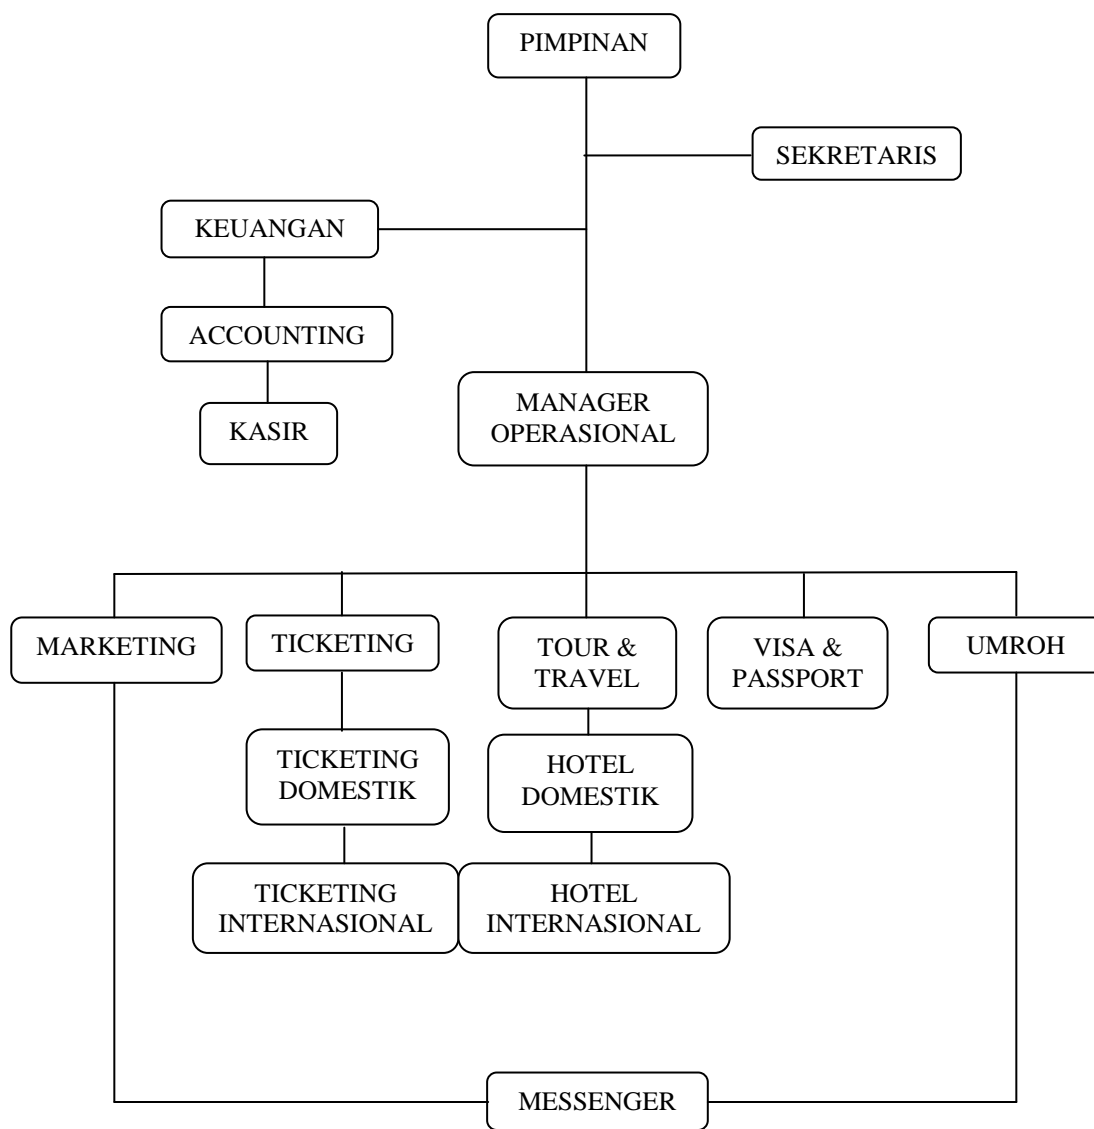 PIMPINAN
SEKRETARIS
KEUANGAN
ACCOUNTING
KASIR
MANAGER
OPERASIONAL
MARKETING
TICKETING
TOUR &
TRAVEL
VISA &
PASSPORT
UMROH
TICKETING
DOMESTIK
HOTEL
DOMESTIK
TICKETING
INTERNASIONAL
HOTEL
INTERNASIONAL
MESSENGER